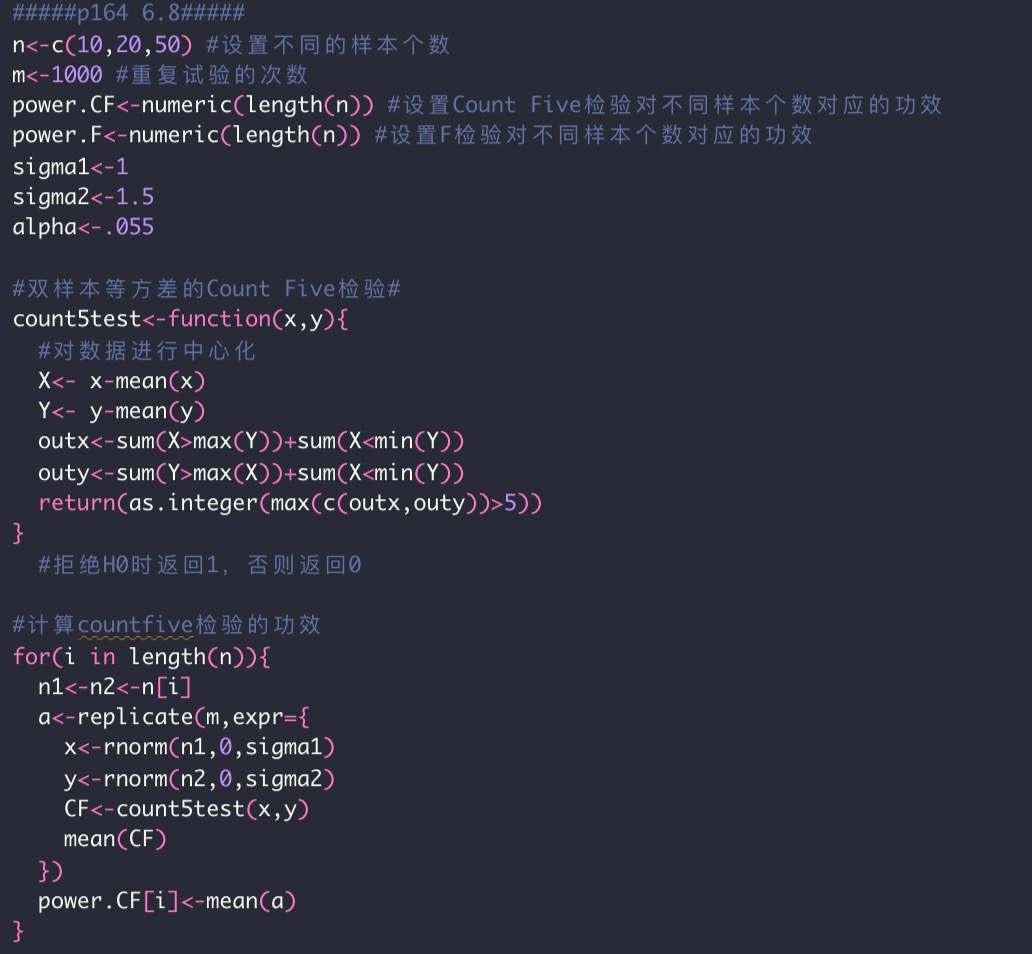 #####p164 6.8#####
n<-c(10,20,50) #设置不同的样本个数
m<-1000 #重复试验的次数
power.CF<-numeric(length(n)) #设置Count Five检验对不同样本个数对应的功效
power.F<-numeric(length(n)) #设置F检验对不同样本个数对应的功效
sigma1<-1
sigma2<-1.5
alpha<-.055

#双样本等方差的Count Five检验#
count5test<-function(x,y){
  #对数据进行中心化
  X<- x-mean(x)
  Y<- y-mean(y)
  outx<-sum(X>max(Y))+sum(X<min(Y))
  outy<-sum(Y>max(X))+sum(X<min(Y))
  return(as.integer(max(c(outx,outy))>5))
}
  #拒绝H0时返回1, 否则返回0

#计算countfive检验的功效
for(i in length(n)){
  n1<-n2<-n[i]
  a<-replicate(m,expr={
    x<-rnorm(n1,0,sigma1)
    y<-rnorm(n2,0,sigma2)
    CF<-count5test(x,y)
    mean(CF)
  })
  power.CF[i]<-mean(a)
}